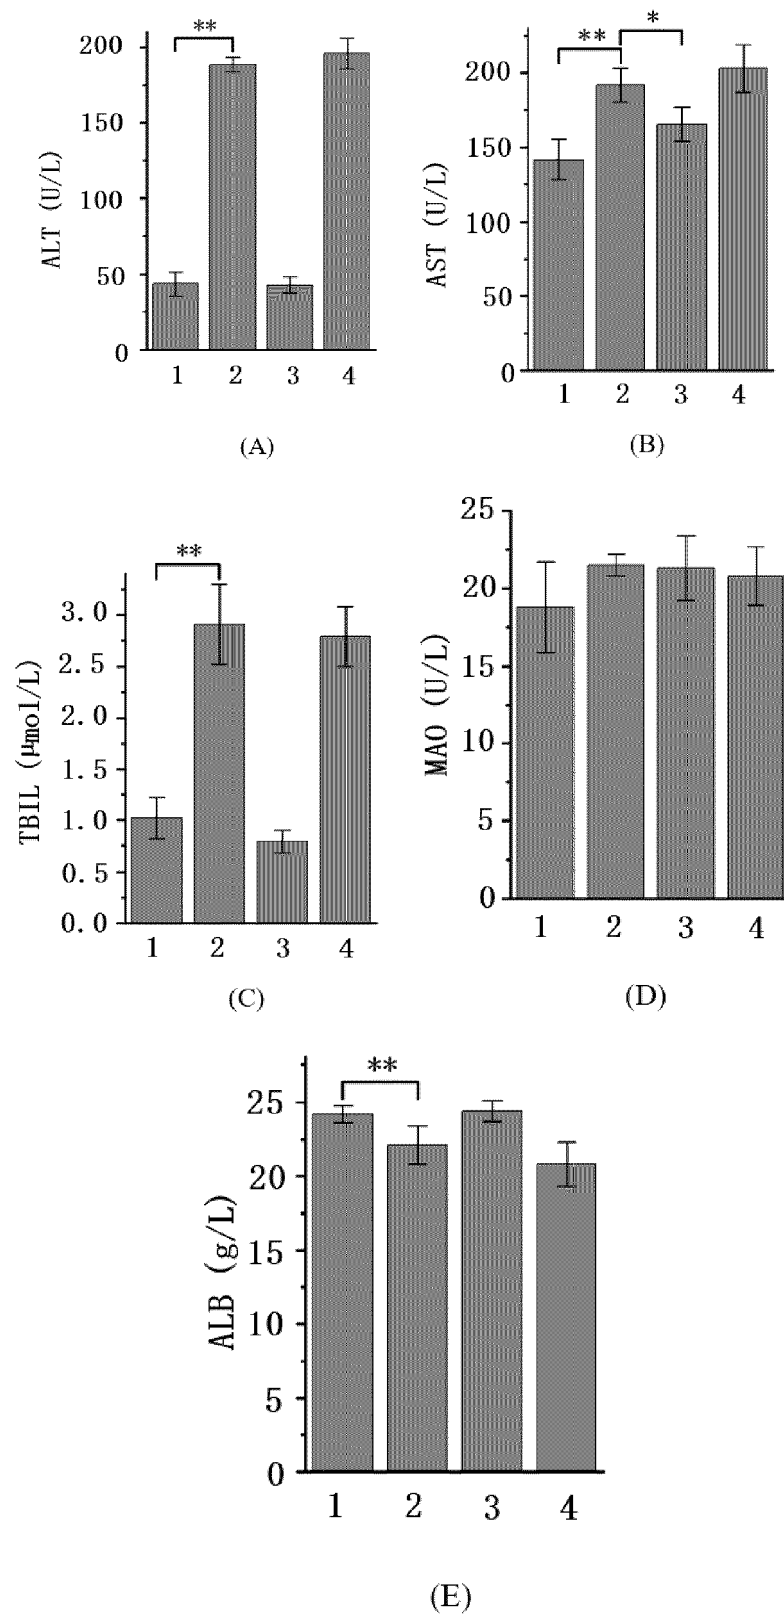 **
200
150
100
50
0
ALT (U/L)
1 2 3 4
(A)
** *
200
150
100
50
0
AST (U/L)
1 2 3 4
(B)
**
3.0
2.5
2.0
1.5
1.0
0.5
0.0
TBIL (μmol/L)
1 2 3 4
(C)
25
20
15
10
5
0
MAO (U/L)
1 2 3 4
(D)
**
25
20
15
10
5
0
ALB (g/L)
1 2 3 4
(E)